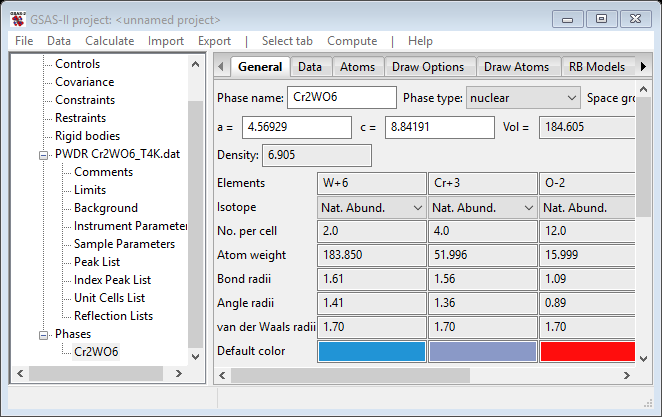 GSAS-II project: <unnamed project>
File Data Calculate Import Export | Select tab Compute | Help
Controls
Covariance
Constraints
Restraints
Rigid bodies
PWDR Cr2WO6_T4K.dat
Comments
Limits
Background
Instrument Parameter
Sample Parameters
Peak List
Index Peak List
Unit Cells List
Reflection Lists
Phases
Cr2WO6
General Data Atoms Draw Options Draw Atoms RB Models
Phase name: Cr2WO6 Phase type: nuclear Space gro
a = 4.56929 c = 8.84191 Vol = 184.605
Density: 6.905
Elements W+6 Cr+3 O-2
Isotope Nat. Abund. Nat. Abund. Nat. Abund.
No. per cell 2.0 4.0 12.0
Atom weight 183.850 51.996 15.999
Bond radii 1.61 1.56 1.09
Angle radii 1.41 1.36 0.89
van der Waals radii 1.70 1.70 1.70
Default color